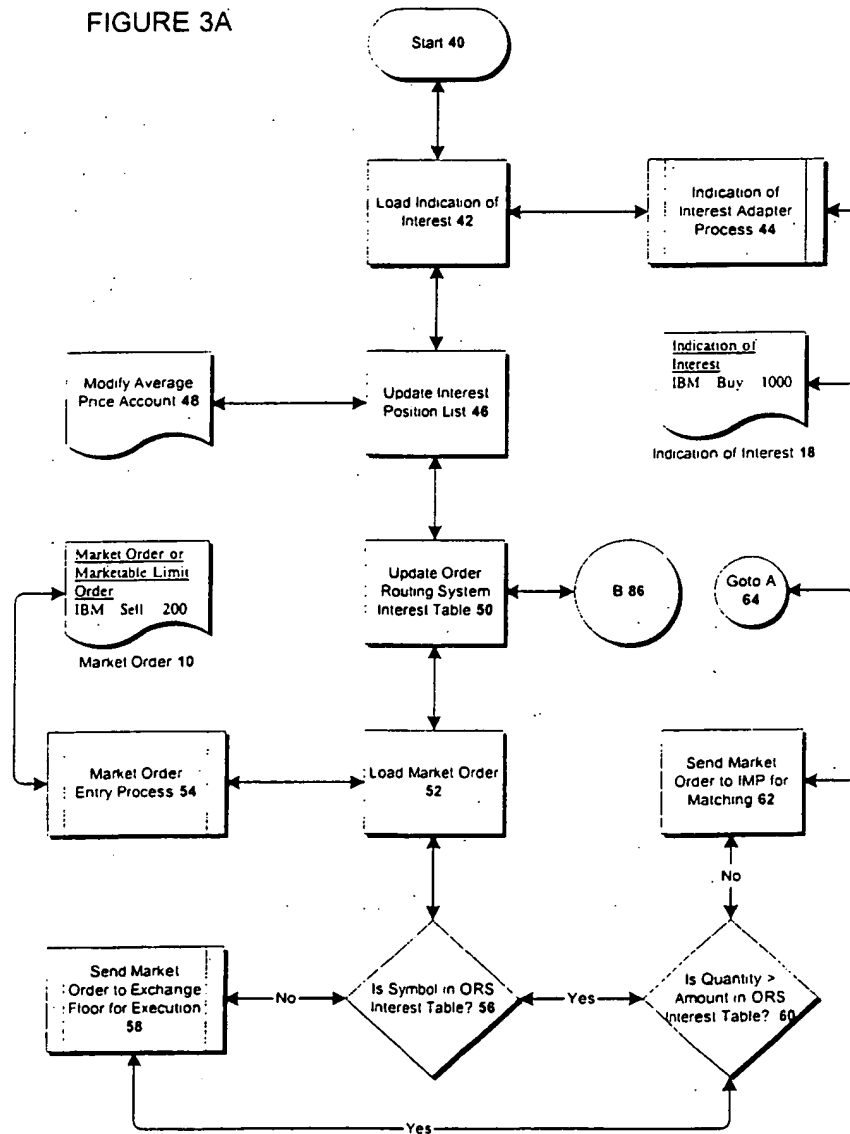 FIGURE 3A
Start 40
Load Indication of
Interest 42
Indication of
Interest Adapter
Process 44
Modify Average
Price Account 48
Update Interest
Position List 46
Indication of
Interest
IBM Buy 1000
Indication of Interest 18
Market Order or
Marketable Limit
Order
IBM Sell 200
Market Order 10
Update Order
Routing System
Interest Table 50
B 86
Goto A
64
Market Order
Entry Process 54
Load Market Order
52
Send Market
Order to IMP for
Matching 62
No
Send Market
Order to Exchange
Floor for Execution
58
No
Is Symbol in ORS
Interest Table? 56
Yes
Is Quantity >
Amount in ORS
Interest Table? 60
Yes